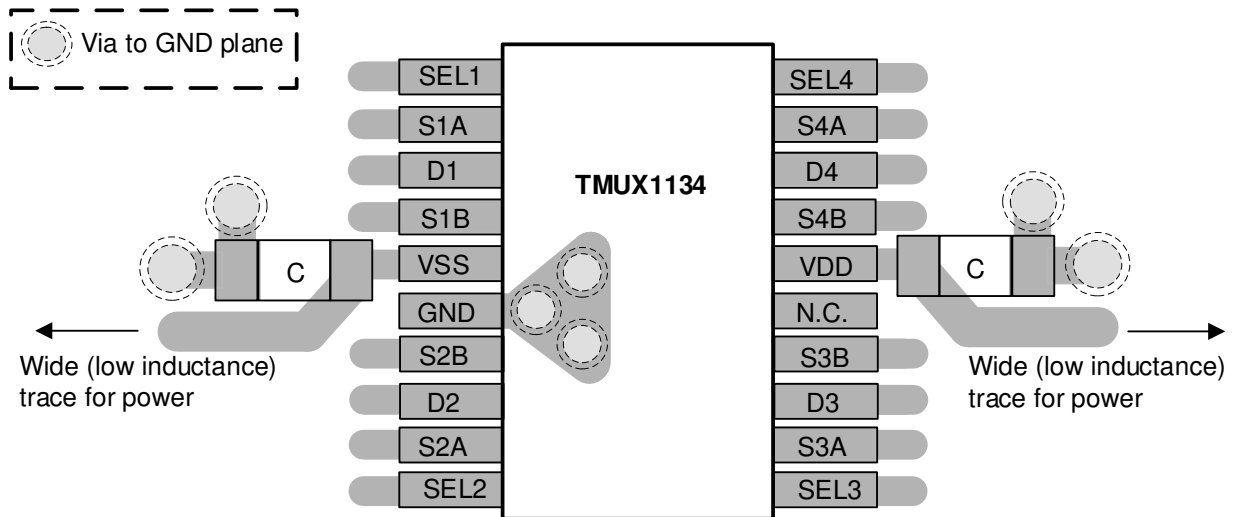 Via to GND plane
SEL1
SEL4
S1A
S4A
D1
TMUX1134
D4
S1B
S4B
C
VSS
VDD
C
GND
N.C.
Wide (low inductance)
trace for power
S2B
S3B
Wide (low inductance)
trace for power
D2
D3
S2A
S3A
SEL2
SEL3